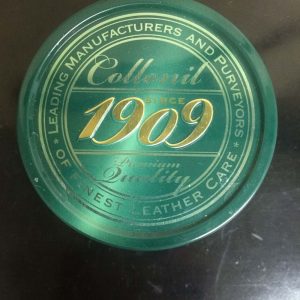 LEADING MANUFACTURERS AND PURVEYORS
Collonil
SINCE
1909
Premium
Quality
OF FINEST LEATHER CARE